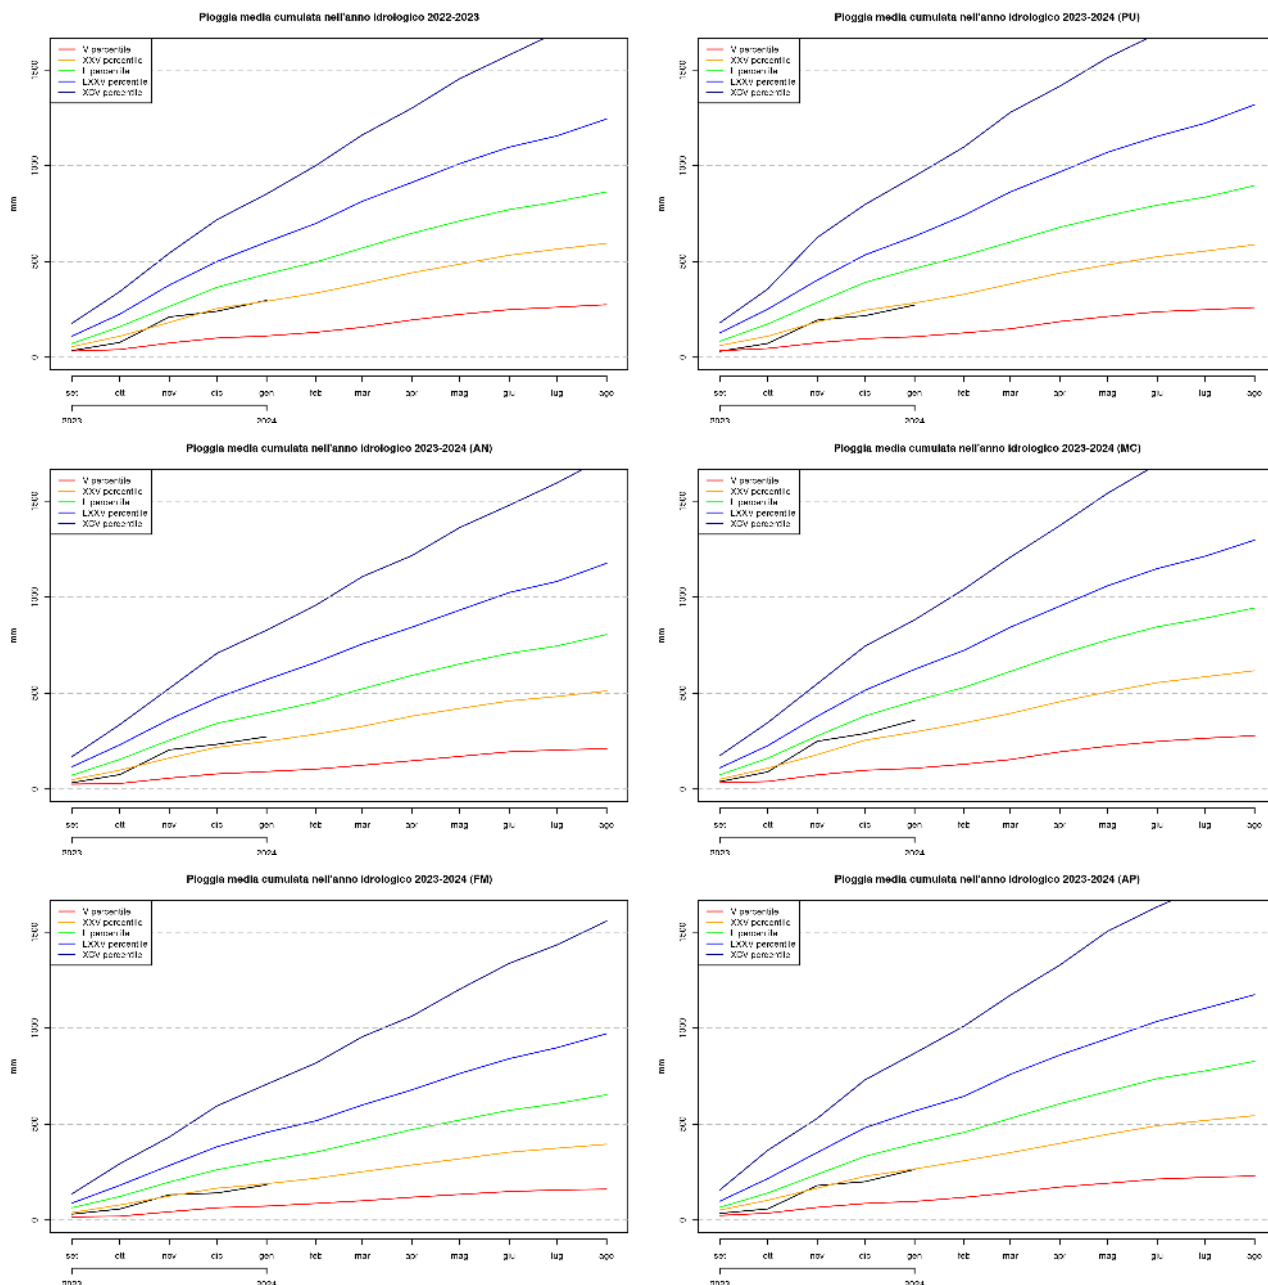 Pioggia media cumulata nell'anno idrologico 2022-2023
V percentile
XXV percentile
L percentile
LXXV percentile
XCV percentile
mm
1500
1000
500
0
set ott nov dic gen feb mar apr mag giu lug ago
2023 2024
Pioggia media cumulata nell'anno idrologico 2023-2024 (PU)
V percentile
XXV percentile
L percentile
LXXV percentile
XCV percentile
1500
1000
500
0
set ott nov dic gen feb mar apr mag giu lug ago
2023 2024
Pioggia media cumulata nell'anno idrologico 2023-2024 (AN)
V percentile
XXV percentile
L percentile
LXXV percentile
XCV percentile
mm
1500
1000
500
0
set ott nov dic gen feb mar apr mag giu lug ago
2023 2024
Pioggia media cumulata nell'anno idrologico 2023-2024 (MC)
V percentile
XXV percentile
L percentile
LXXV percentile
XCV percentile
mm
1500
1000
500
0
set ott nov dic gen feb mar apr mag giu lug ago
2023 2024
Pioggia media cumulata nell'anno idrologico 2023-2024 (FM)
V percentile
XXV percentile
L percentile
LXXV percentile
XCV percentile
mm
1500
1000
500
0
set ott nov dic gen feb mar apr mag giu lug ago
2023 2024
Pioggia media cumulata nell'anno idrologico 2023-2024 (AP)
V percentile
XXV percentile
L percentile
LXXV percentile
XCV percentile
mm
1500
1000
500
0
set ott nov dic gen feb mar apr mag giu lug ago
2023 2024